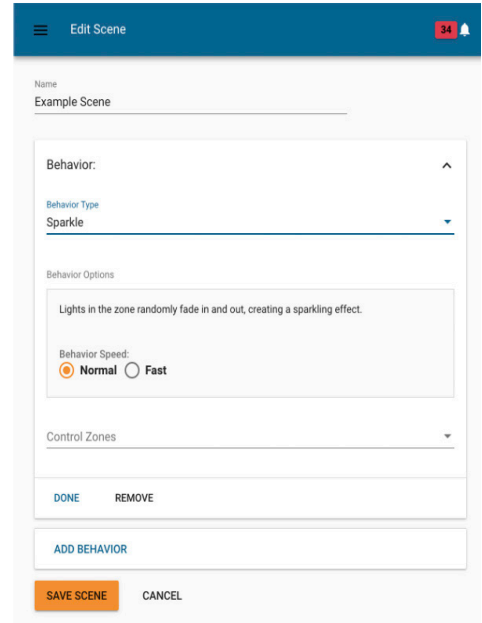 Edit Scene
34
Name
Example Scene
Behavior:
Behavior Type
Sparkle
Behavior Options
Lights in the zone randomly fade in and out, creating a sparkling effect.
Behavior Speed:
Normal Fast
Control Zones
DONE REMOVE
ADD BEHAVIOR
SAVE SCENE CANCEL